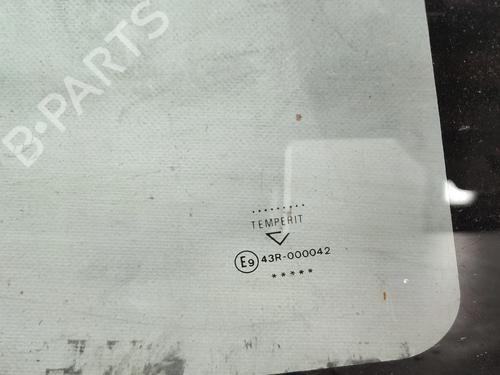 B-PARTS
.........
TEMPERIT
E9 43R-000042
*****